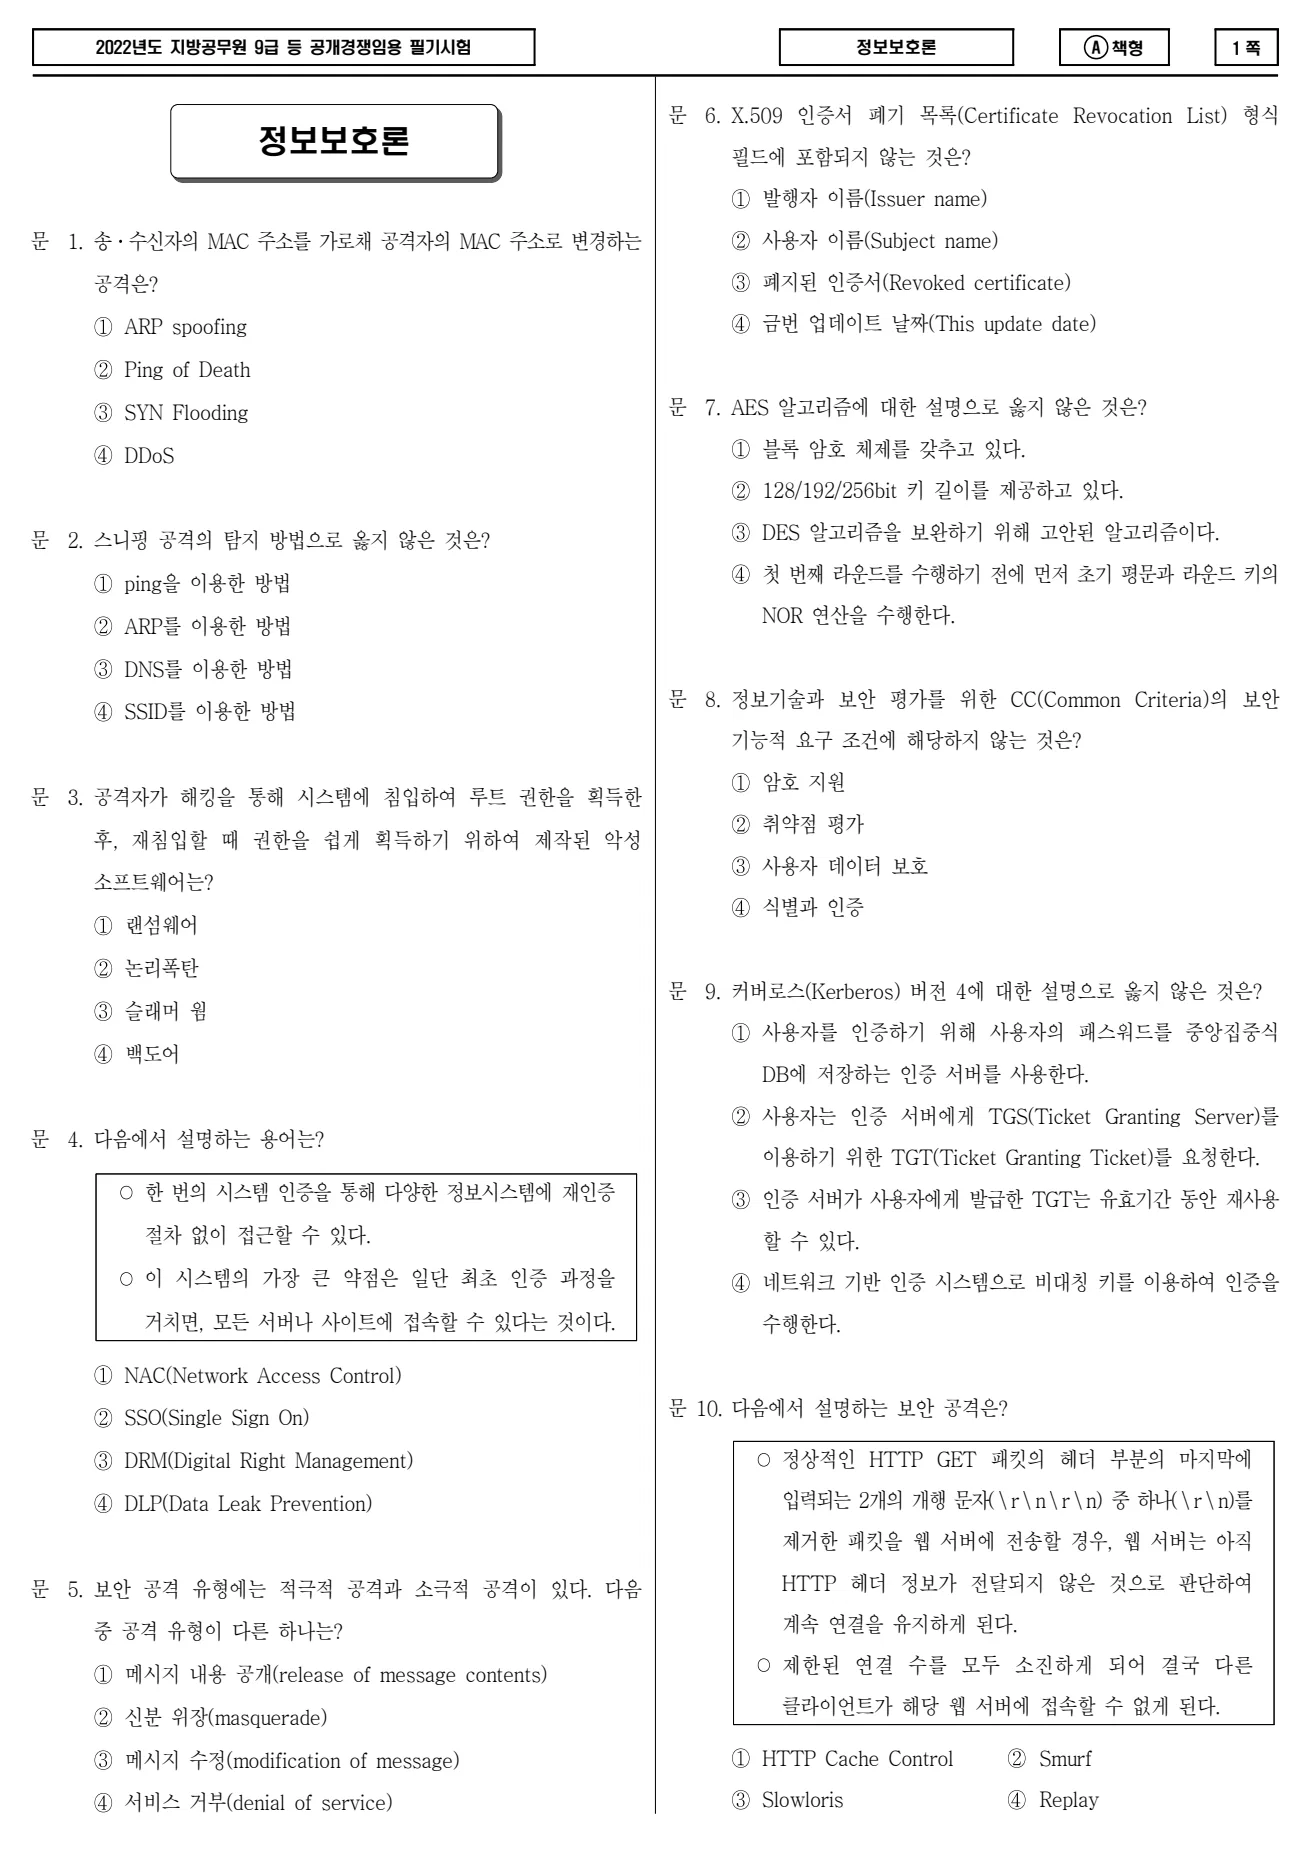 2022년도 지방공무원 9급 등 공개경쟁임용 필기시험
정보보호론
Ⓐ책형
1 쪽
정보보호론
문 1. 송·수신자의 MAC 주소를 가로채 공격자의 MAC 주소로 변경하는
공격은?
① ARP spoofing
② Ping of Death
③ SYN Flooding
④ DDoS
문 2. 스니핑 공격의 탐지 방법으로 옳지 않은 것은?
① ping을 이용한 방법
② ARP를 이용한 방법
③ DNS를 이용한 방법
④ SSID를 이용한 방법
문 3. 공격자가 해킹을 통해 시스템에 침입하여 루트 권한을 획득한
후, 재침입할 때 권한을 쉽게 획득하기 위하여 제작된 악성
소프트웨어는?
① 랜섬웨어
② 논리폭탄
③ 슬래머 웜
④ 백도어
문 4. 다음에서 설명하는 용어는?
○ 한 번의 시스템 인증을 통해 다양한 정보시스템에 재인증
절차 없이 접근할 수 있다.
○ 이 시스템의 가장 큰 약점은 일단 최초 인증 과정을
거치면, 모든 서버나 사이트에 접속할 수 있다는 것이다.
① NAC(Network Access Control)
② SSO(Single Sign On)
③ DRM(Digital Right Management)
④ DLP(Data Leak Prevention)
문 5. 보안 공격 유형에는 적극적 공격과 소극적 공격이 있다. 다음
중 공격 유형이 다른 하나는?
① 메시지 내용 공개(release of message contents)
② 신분 위장(masquerade)
③ 메시지 수정(modification of message)
④ 서비스 거부(denial of service)
문 6. X.509 인증서 폐기 목록(Certificate Revocation List) 형식
필드에 포함되지 않는 것은?
① 발행자 이름(Issuer name)
② 사용자 이름(Subject name)
③ 폐지된 인증서(Revoked certificate)
④ 금번 업데이트 날짜(This update date)
문 7. AES 알고리즘에 대한 설명으로 옳지 않은 것은?
① 블록 암호 체제를 갖추고 있다.
② 128/192/256bit 키 길이를 제공하고 있다.
③ DES 알고리즘을 보완하기 위해 고안된 알고리즘이다.
④ 첫 번째 라운드를 수행하기 전에 먼저 초기 평문과 라운드 키의
NOR 연산을 수행한다.
문 8. 정보기술과 보안 평가를 위한 CC(Common Criteria)의 보안
기능적 요구 조건에 해당하지 않는 것은?
① 암호 지원
② 취약점 평가
③ 사용자 데이터 보호
④ 식별과 인증
문 9. 커버로스(Kerberos) 버전 4에 대한 설명으로 옳지 않은 것은?
① 사용자를 인증하기 위해 사용자의 패스워드를 중앙집중식
DB에 저장하는 인증 서버를 사용한다.
② 사용자는 인증 서버에게 TGS(Ticket Granting Server)를
이용하기 위한 TGT(Ticket Granting Ticket)를 요청한다.
③ 인증 서버가 사용자에게 발급한 TGT는 유효기간 동안 재사용
할 수 있다.
④ 네트워크 기반 인증 시스템으로 비대칭 키를 이용하여 인증을
수행한다.
문 10. 다음에서 설명하는 보안 공격은?
○ 정상적인 HTTP GET 패킷의 헤더 부분의 마지막에
입력되는 2개의 개행 문자(\r\n\r\n) 중 하나(\r\n)를
제거한 패킷을 웹 서버에 전송할 경우, 웹 서버는 아직
HTTP 헤더 정보가 전달되지 않은 것으로 판단하여
계속 연결을 유지하게 된다.
○ 제한된 연결 수를 모두 소진하게 되어 결국 다른
클라이언트가 해당 웹 서버에 접속할 수 없게 된다.
① HTTP Cache Control ② Smurf
③ Slowloris ④ Replay